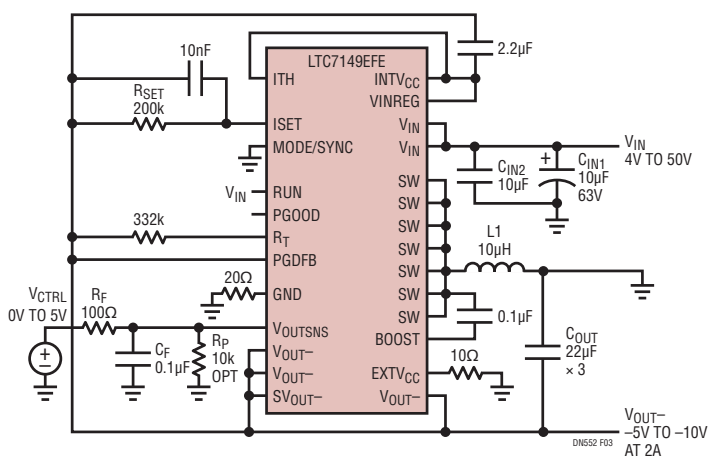 10nF
2.2µF
LTC7149EFE
ITH
INTVCC
VINREG
RSET
200k
ISET
VIN
MODE/SYNC
VIN
VIN
4V TO 50V
CIN2
10µF
+
CIN1
10µF
63V
VIN
RUN
PGOOD
SW
SW
SW
SW
SW
SW
SW
332k
RT
PGDFB
L1
10µH
20Ω
GND
VCTRL
0V TO 5V
RF
100Ω
VOUTSNS
BOOST
0.1µF
+
–
CF
0.1µF
RP
10k
OPT
VOUT–
VOUT–
SVOUT–
EXTVCC
10Ω
VOUT–
COUT
22µF
× 3
VOUT–
–5V TO –10V
AT 2A
DN552 F03